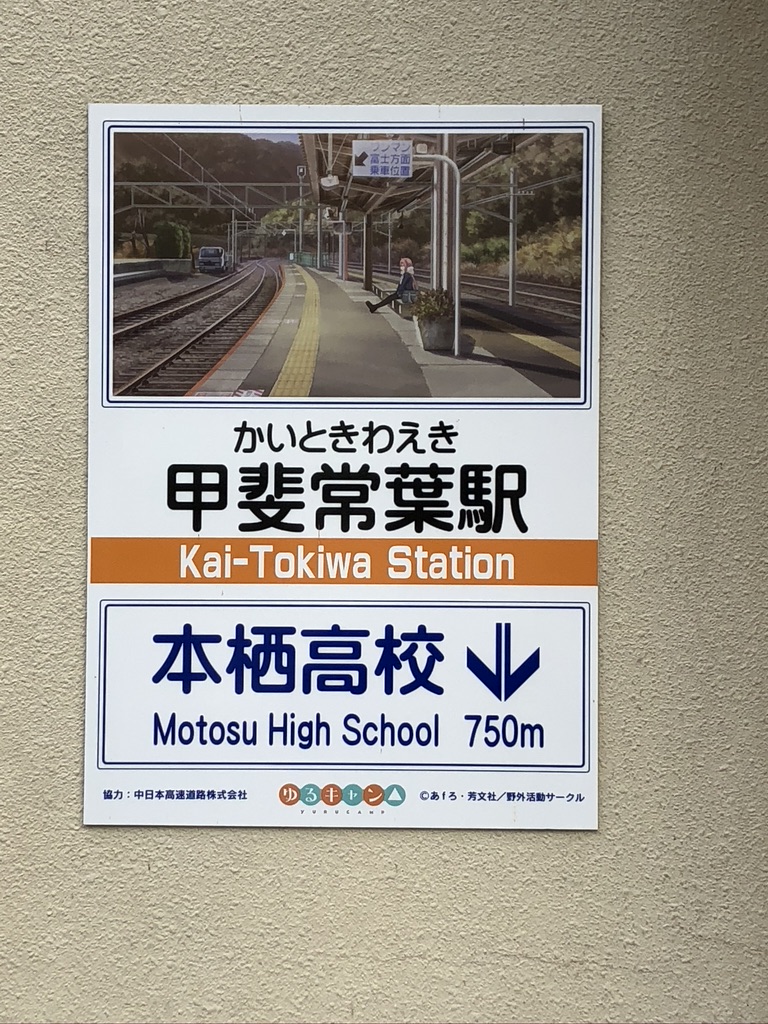 ワンマン
富士方面
乗車位置
かいときわえき
甲斐常葉駅
Kai-Tokiwa Station
本栖高校
Motosu High School 750m
協力:中日本高速道路株式会社
ゆるキャン△
YURUCAMP
©あfろ・芳文社/野外活動サークル